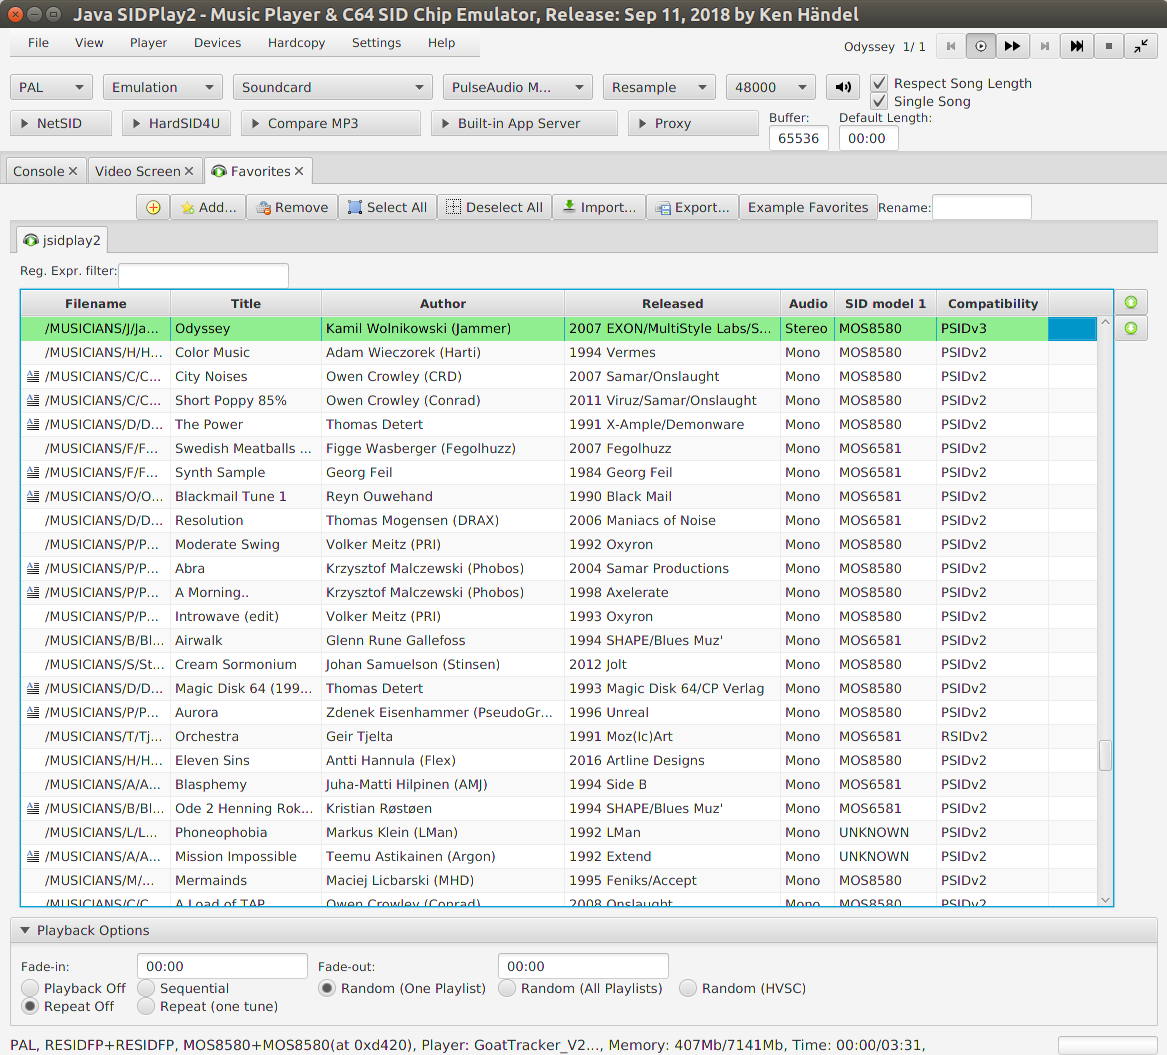 Java SIDPlay2 - Music Player & C64 SID Chip Emulator, Release: Sep 11, 2018 by Ken Händel
File View Player Devices Hardcopy Settings Help Odyssey 1/ 1
PAL Emulation Soundcard PulseAudio M... Resample 48000 Respect Song Length
Single Song
NetSID HardSID4U Compare MP3 Built-in App Server Proxy Buffer: 65536 Default Length: 00:00
Console Video Screen Favorites
Add... Remove Select All Deselect All Import... Export... Example Favorites Rename:
jsidplay2
Reg. Expr. filter:
Filename Title Author Released Audio SID model 1 Compatibility
/MUSICIANS/J/Ja... Odyssey Kamil Wolnikowski (Jammer) 2007 EXON/MultiStyle Labs/S... Stereo MOS8580 PSIDv3
/MUSICIANS/H/H... Color Music Adam Wieczorek (Harti) 1994 Vermes Mono MOS8580 PSIDv2
/MUSICIANS/C/C... City Noises Owen Crowley (CRD) 2007 Samar/Onslaught Mono MOS8580 PSIDv2
/MUSICIANS/C/C... Short Poppy 85% Owen Crowley (Conrad) 2011 Viruz/Samar/Onslaught Mono MOS8580 PSIDv2
/MUSICIANS/D/D... The Power Thomas Detert 1991 X-Ample/Demonware Mono MOS8580 PSIDv2
/MUSICIANS/F/F... Swedish Meatballs ... Figge Wasberger (Fegolhuzz) 2007 Fegolhuzz Mono MOS6581 PSIDv2
/MUSICIANS/F/F... Synth Sample Georg Feil 1984 Georg Feil Mono MOS6581 PSIDv2
/MUSICIANS/O/O... Blackmail Tune 1 Reyn Ouwehand 1990 Black Mail Mono MOS6581 PSIDv2
/MUSICIANS/D/D... Resolution Thomas Mogensen (DRAX) 2006 Maniacs of Noise Mono MOS6581 PSIDv2
/MUSICIANS/P/P... Moderate Swing Volker Meitz (PRI) 1992 Oxyron Mono MOS8580 PSIDv2
/MUSICIANS/P/P... Abra Krzysztof Malczewski (Phobos) 2004 Samar Productions Mono MOS8580 PSIDv2
/MUSICIANS/P/P... A Morning.. Krzysztof Malczewski (Phobos) 1998 Axelerate Mono MOS8580 PSIDv2
/MUSICIANS/P/P... Introwave (edit) Volker Meitz (PRI) 1993 Oxyron Mono MOS8580 PSIDv2
/MUSICIANS/B/Bl... Airwalk Glenn Rune Gallefoss 1994 SHAPE/Blues Muz' Mono MOS6581 PSIDv2
/MUSICIANS/S/St... Cream Sormonium Johan Samuelson (Stinsen) 2012 Jolt Mono MOS8580 PSIDv2
/MUSICIANS/D/D... Magic Disk 64 (199... Thomas Detert 1993 Magic Disk 64/CP Verlag Mono MOS8580 PSIDv2
/MUSICIANS/P/P... Aurora Zdenek Eisenhammer (PseudoGr... 1996 Unreal Mono MOS8580 PSIDv2
/MUSICIANS/T/Tj... Orchestra Geir Tjelta 1991 Moz(Ic)Art Mono MOS6581 RSIDv2
/MUSICIANS/H/H... Eleven Sins Antti Hannula (Flex) 2016 Artline Designs Mono MOS8580 PSIDv2
/MUSICIANS/A/A... Blasphemy Juha-Matti Hilpinen (AMJ) 1994 Side B Mono MOS6581 PSIDv2
/MUSICIANS/B/Bl... Ode 2 Henning Rok... Kristian Røstøen 1994 SHAPE/Blues Muz' Mono MOS6581 PSIDv2
/MUSICIANS/L/L... Phoneophobia Markus Klein (LMan) 1992 LMan Mono UNKNOWN PSIDv2
/MUSICIANS/A/A... Mission Impossible Teemu Astikainen (Argon) 1992 Extend Mono UNKNOWN PSIDv2
/MUSICIANS/M/... Mermainds Maciej Licbarski (MHD) 1995 Feniks/Accept Mono MOS8580 PSIDv2
/MUSICIANS/C/C... A Load of TAP Owen Crowley (Conrad) 2008 Onslaught Mono MOS8580 PSIDv2
Playback Options
Fade-in: 00:00 Fade-out: 00:00
Playback Off Sequential Random (One Playlist) Random (All Playlists) Random (HVSC)
Repeat Off Repeat (one tune)
PAL, RESIDFP+RESIDFP, MOS8580+MOS8580(at 0xd420), Player: GoatTracker_V2..., Memory: 407Mb/7141Mb, Time: 00:00/03:31,